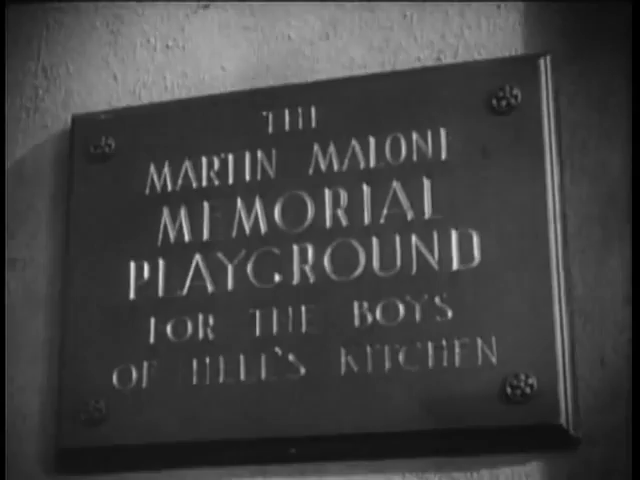 THE
MARTIN MALONE
MEMORIAL
PLAYGROUND
FOR THE BOYS
OF HELL'S KITCHEN